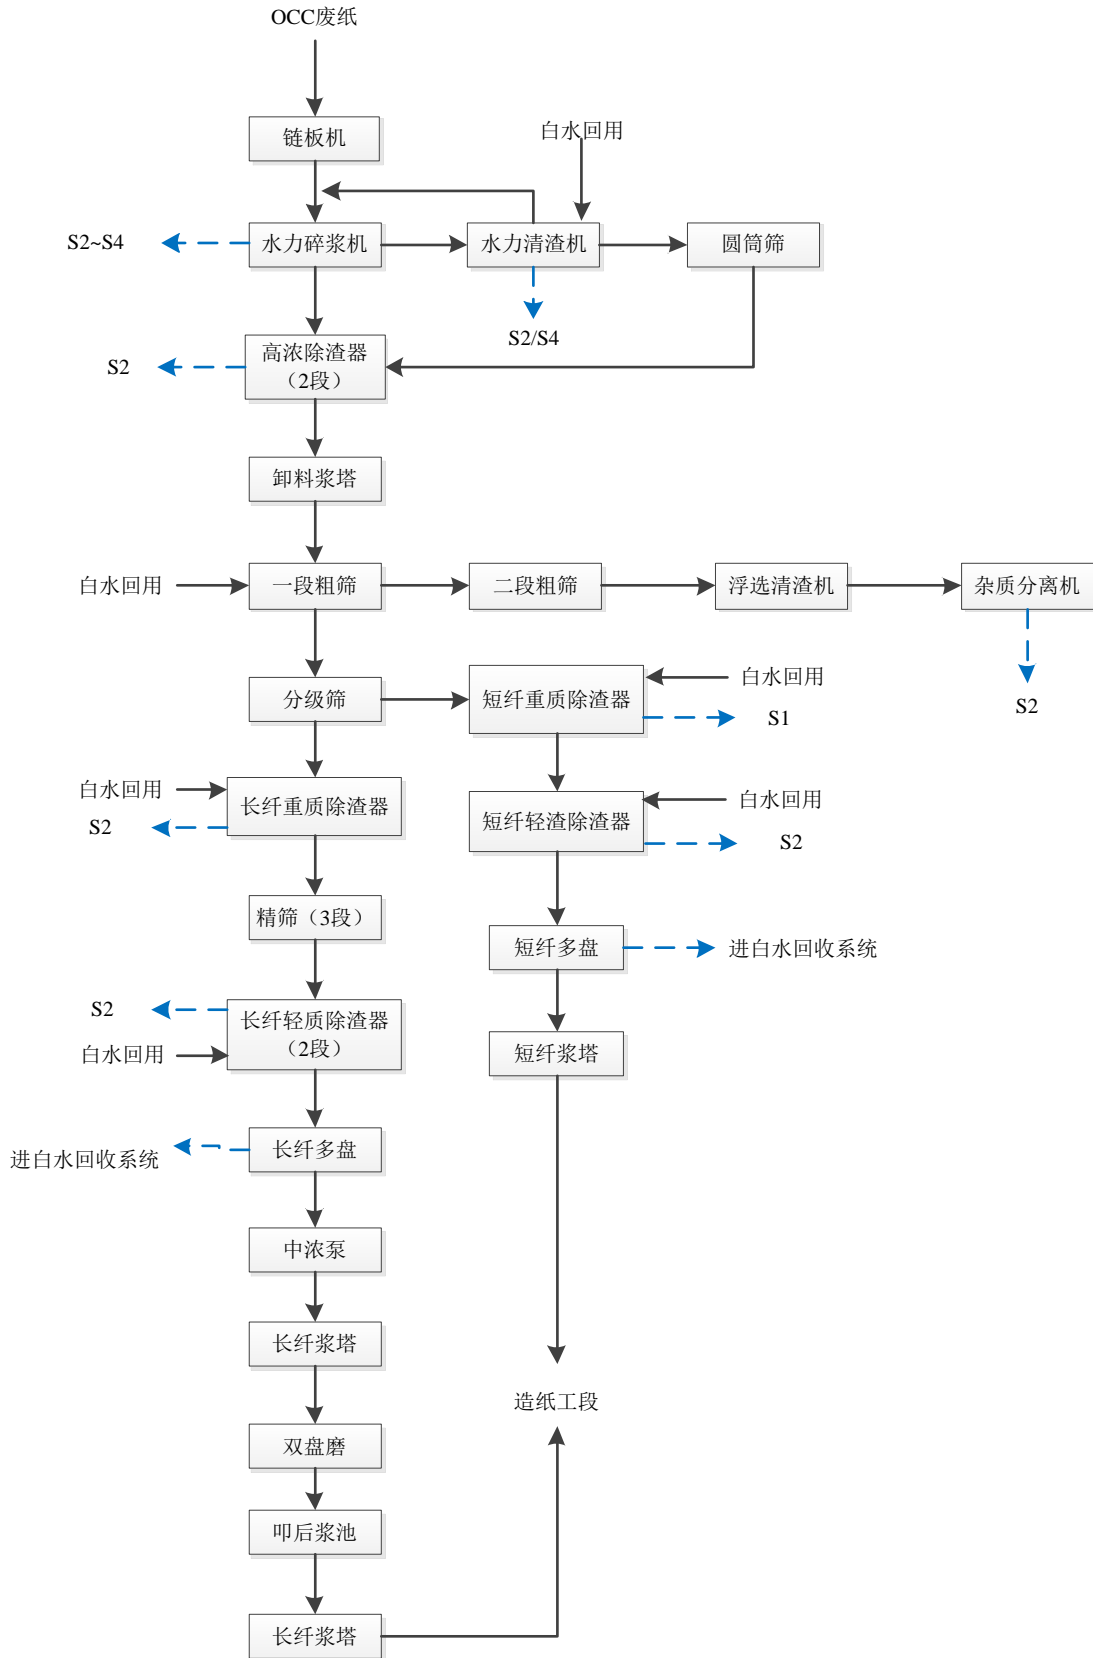 OCC废纸
链板机
白水回用
S2~S4
水力碎浆机
水力清渣机
圆筒筛
S2/S4
S2
高浓除渣器
（2段）
卸料浆塔
白水回用
一段粗筛
二段粗筛
浮选清渣机
杂质分离机
S2
分级筛
短纤重质除渣器
白水回用
S1
白水回用
S2
长纤重质除渣器
短纤轻渣除渣器
白水回用
S2
精筛（3段）
短纤多盘
进白水回收系统
S2
白水回用
长纤轻质除渣器
（2段）
短纤浆塔
进白水回收系统
长纤多盘
中浓泵
长纤浆塔
造纸工段
双盘磨
叩后浆池
长纤浆塔